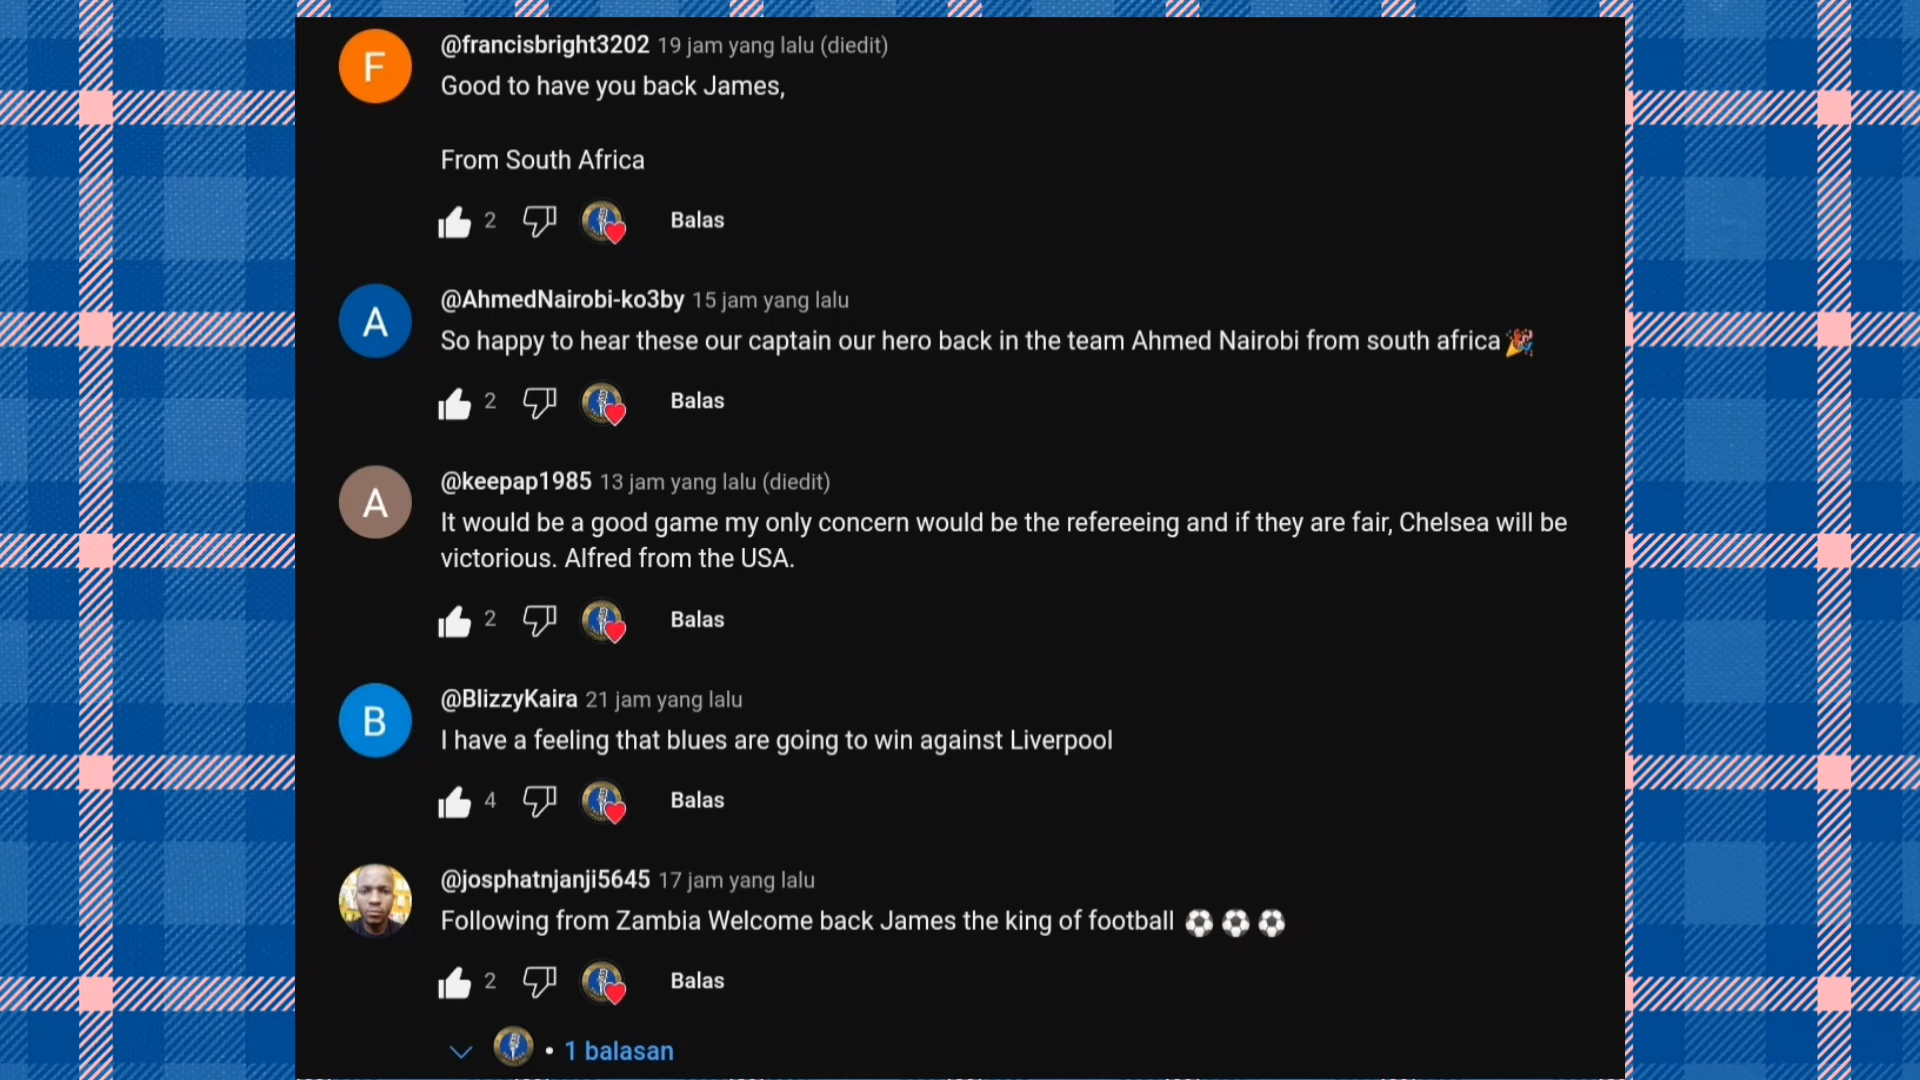 F
@francisbright3202 19 jam yang lalu (diedit)
Good to have you back James,
From South Africa
2 Balas
A
@AhmedNairobi-ko3by 15 jam yang lalu
So happy to hear these our captain our hero back in the team Ahmed Nairobi from south africa 🎉
2 Balas
A
@keepap1985 13 jam yang lalu (diedit)
It would be a good game my only concern would be the refereeing and if they are fair, Chelsea will be
victorious. Alfred from the USA.
2 Balas
B
@BlizzyKaira 21 jam yang lalu
I have a feeling that blues are going to win against Liverpool
4 Balas
@josphatnjanji5645 17 jam yang lalu
Following from Zambia Welcome back James the king of football ⚽ ⚽ ⚽
2 Balas
• 1 balasan